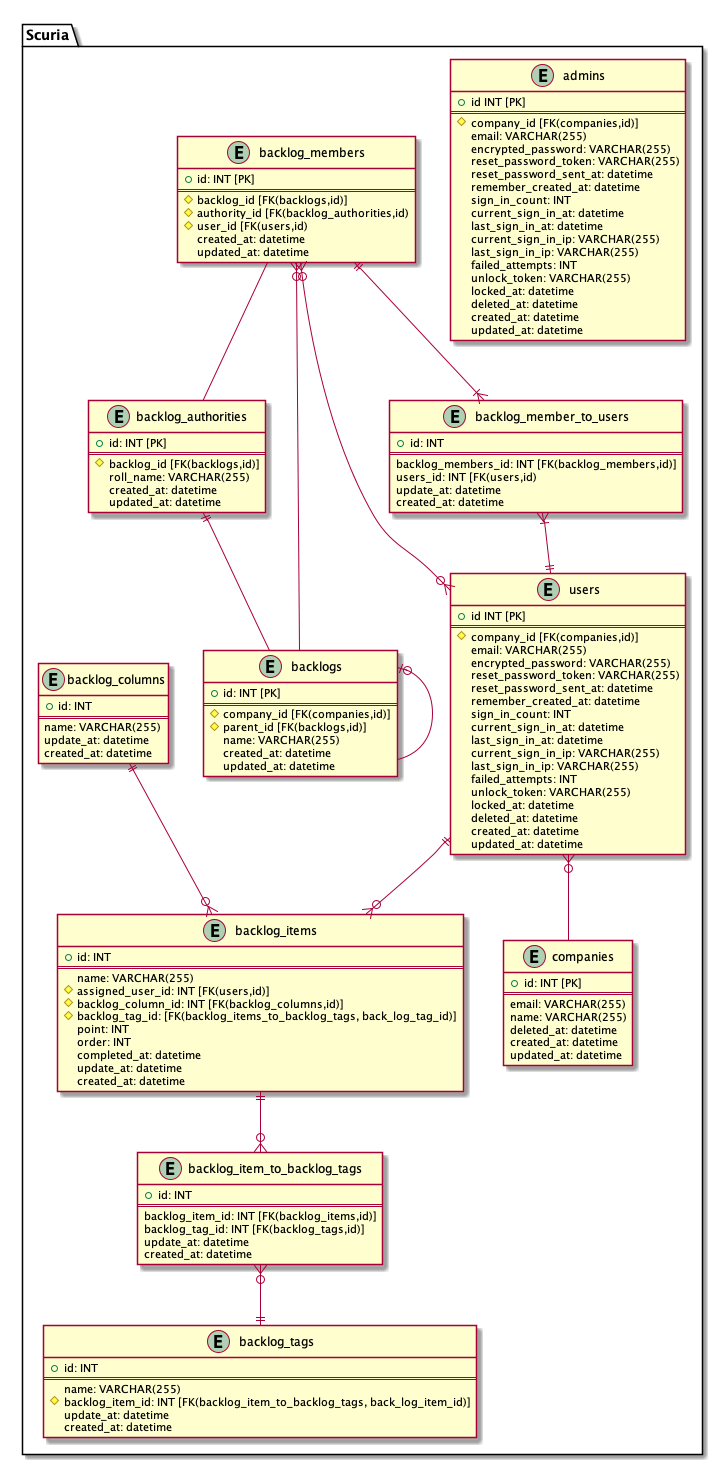 Scuria
E admins
id INT [PK]
company_id [FK(companies,id)]
email: VARCHAR(255)
encrypted_password: VARCHAR(255)
reset_password_token: VARCHAR(255)
reset_password_sent_at: datetime
remember_created_at: datetime
sign_in_count: INT
current_sign_in_at: datetime
last_sign_in_at: datetime
current_sign_in_ip: VARCHAR(255)
last_sign_in_ip: VARCHAR(255)
failed_attempts: INT
unlock_token: VARCHAR(255)
locked_at: datetime
deleted_at: datetime
created_at: datetime
updated_at: datetime
E backlog_members
id: INT [PK]
backlog_id [FK(backlogs,id)]
authority_id [FK(backlog_authorities,id)
user_id [FK(users,id)
created_at: datetime
updated_at: datetime
E backlog_authorities
id: INT [PK]
backlog_id [FK(backlogs,id)]
roll_name: VARCHAR(255)
created_at: datetime
updated_at: datetime
E backlog_member_to_users
id: INT
backlog_members_id: INT [FK(backlog_members,id)]
users_id: INT [FK(users,id)
update_at: datetime
created_at: datetime
E users
id INT [PK]
company_id [FK(companies,id)]
email: VARCHAR(255)
encrypted_password: VARCHAR(255)
reset_password_token: VARCHAR(255)
reset_password_sent_at: datetime
remember_created_at: datetime
sign_in_count: INT
current_sign_in_at: datetime
last_sign_in_at: datetime
current_sign_in_ip: VARCHAR(255)
last_sign_in_ip: VARCHAR(255)
failed_attempts: INT
unlock_token: VARCHAR(255)
locked_at: datetime
deleted_at: datetime
created_at: datetime
updated_at: datetime
E backlog_columns
id: INT
name: VARCHAR(255)
update_at: datetime
created_at: datetime
E backlogs
id: INT [PK]
company_id [FK(companies,id)]
parent_id [FK(backlogs,id)]
name: VARCHAR(255)
created_at: datetime
updated_at: datetime
E backlog_items
id: INT
name: VARCHAR(255)
assigned_user_id: INT [FK(users,id)]
backlog_column_id: INT [FK(backlog_columns,id)]
backlog_tag_id: [FK(backlog_items_to_backlog_tags, back_log_tag_id)]
point: INT
order: INT
completed_at: datetime
update_at: datetime
created_at: datetime
E companies
id: INT [PK]
email: VARCHAR(255)
name: VARCHAR(255)
deleted_at: datetime
created_at: datetime
updated_at: datetime
E backlog_item_to_backlog_tags
id: INT
backlog_item_id: INT [FK(backlog_items,id)]
backlog_tag_id: INT [FK(backlog_tags,id)]
update_at: datetime
created_at: datetime
E backlog_tags
id: INT
name: VARCHAR(255)
backlog_item_id: INT [FK(backlog_item_to_backlog_tags, back_log_item_id)]
update_at: datetime
created_at: datetime